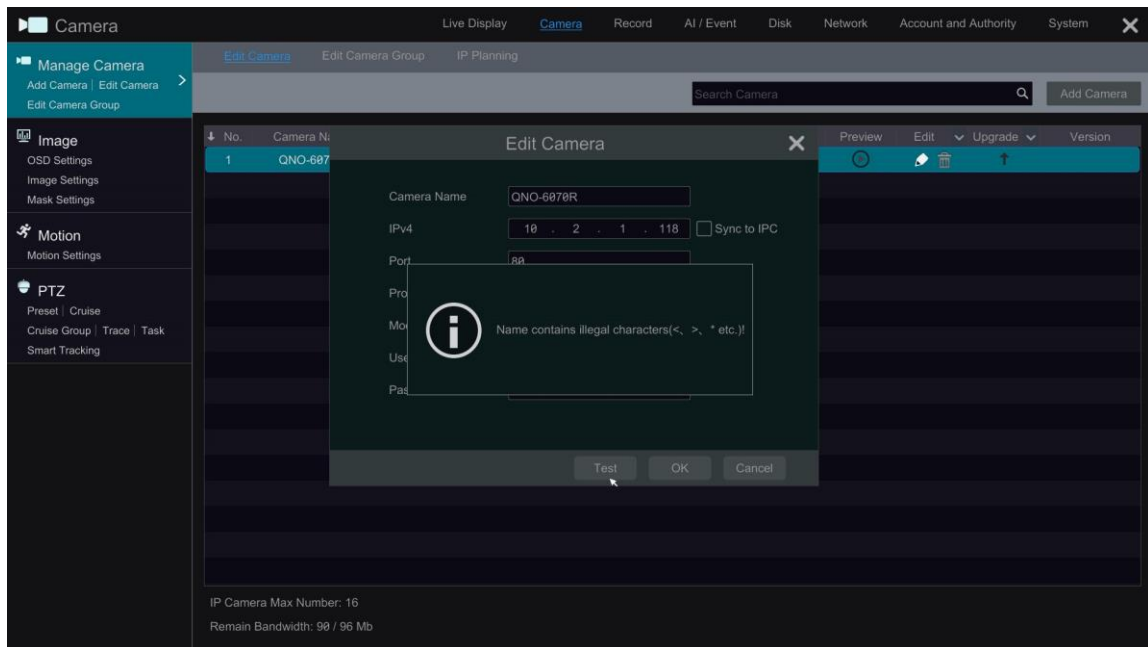 Camera
Live Display Camera Record AI / Event Disk Network Account and Authority System
Manage Camera
Add Camera | Edit Camera
Edit Camera Group
Edit Camera Edit Camera Group IP Planning
Search Camera Add Camera
Image
OSD Settings
Image Settings
Mask Settings
Motion
Motion Settings
PTZ
Preset | Cruise
Cruise Group | Trace | Task
Smart Tracking
No. Camera Na Preview Edit Upgrade Version
1 QNO-607
Edit Camera
Camera Name QNO-6070R
IPv4 10 . 2 . 1 . 118 Sync to IPC
Port 80
Pro
Mo
Use
Pas
Name contains illegal characters(<、 >、 * etc.)!
Test OK Cancel
IP Camera Max Number: 16
Remain Bandwidth: 90 / 96 Mb